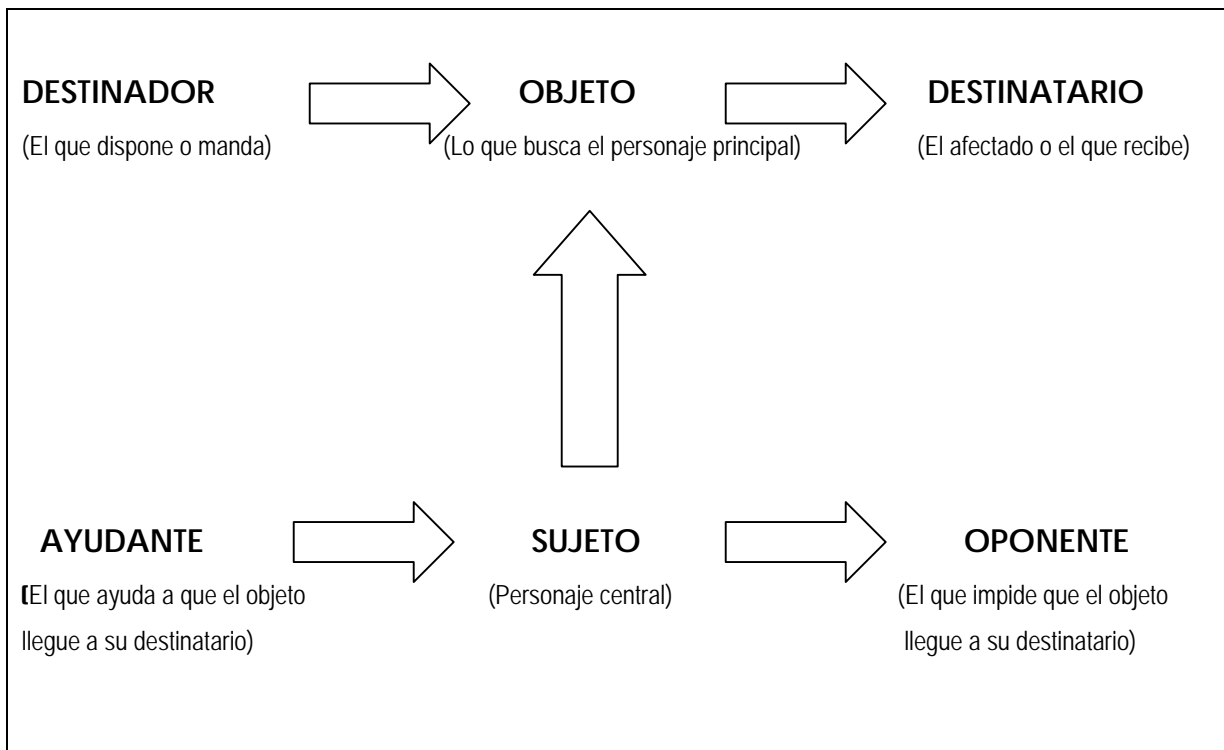 DESTINADOR
OBJETO
DESTINATARIO
(El que dispone o manda)
(Lo que busca el personaje principal)
(El afectado o el que recibe)
AYUDANTE
SUJETO
OPONENTE
(El que ayuda a que el objeto
llegue a su destinatario)
(Personaje central)
(El que impide que el objeto
llegue a su destinatario)